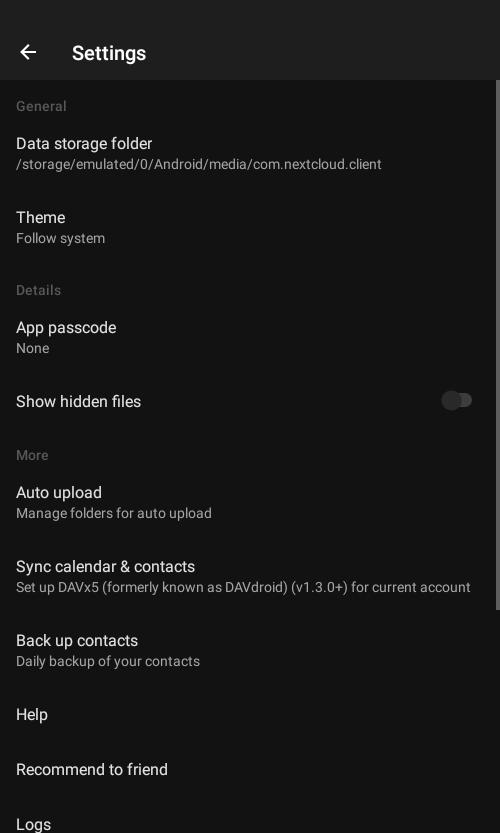 Settings
General
Data storage folder
/storage/emulated/0/Android/media/com.nextcloud.client
Theme
Follow system
Details
App passcode
None
Show hidden files
More
Auto upload
Manage folders for auto upload
Sync calendar & contacts
Set up DAVx5 (formerly known as DAVdroid) (v1.3.0+) for current account
Back up contacts
Daily backup of your contacts
Help
Recommend to friend
Logs